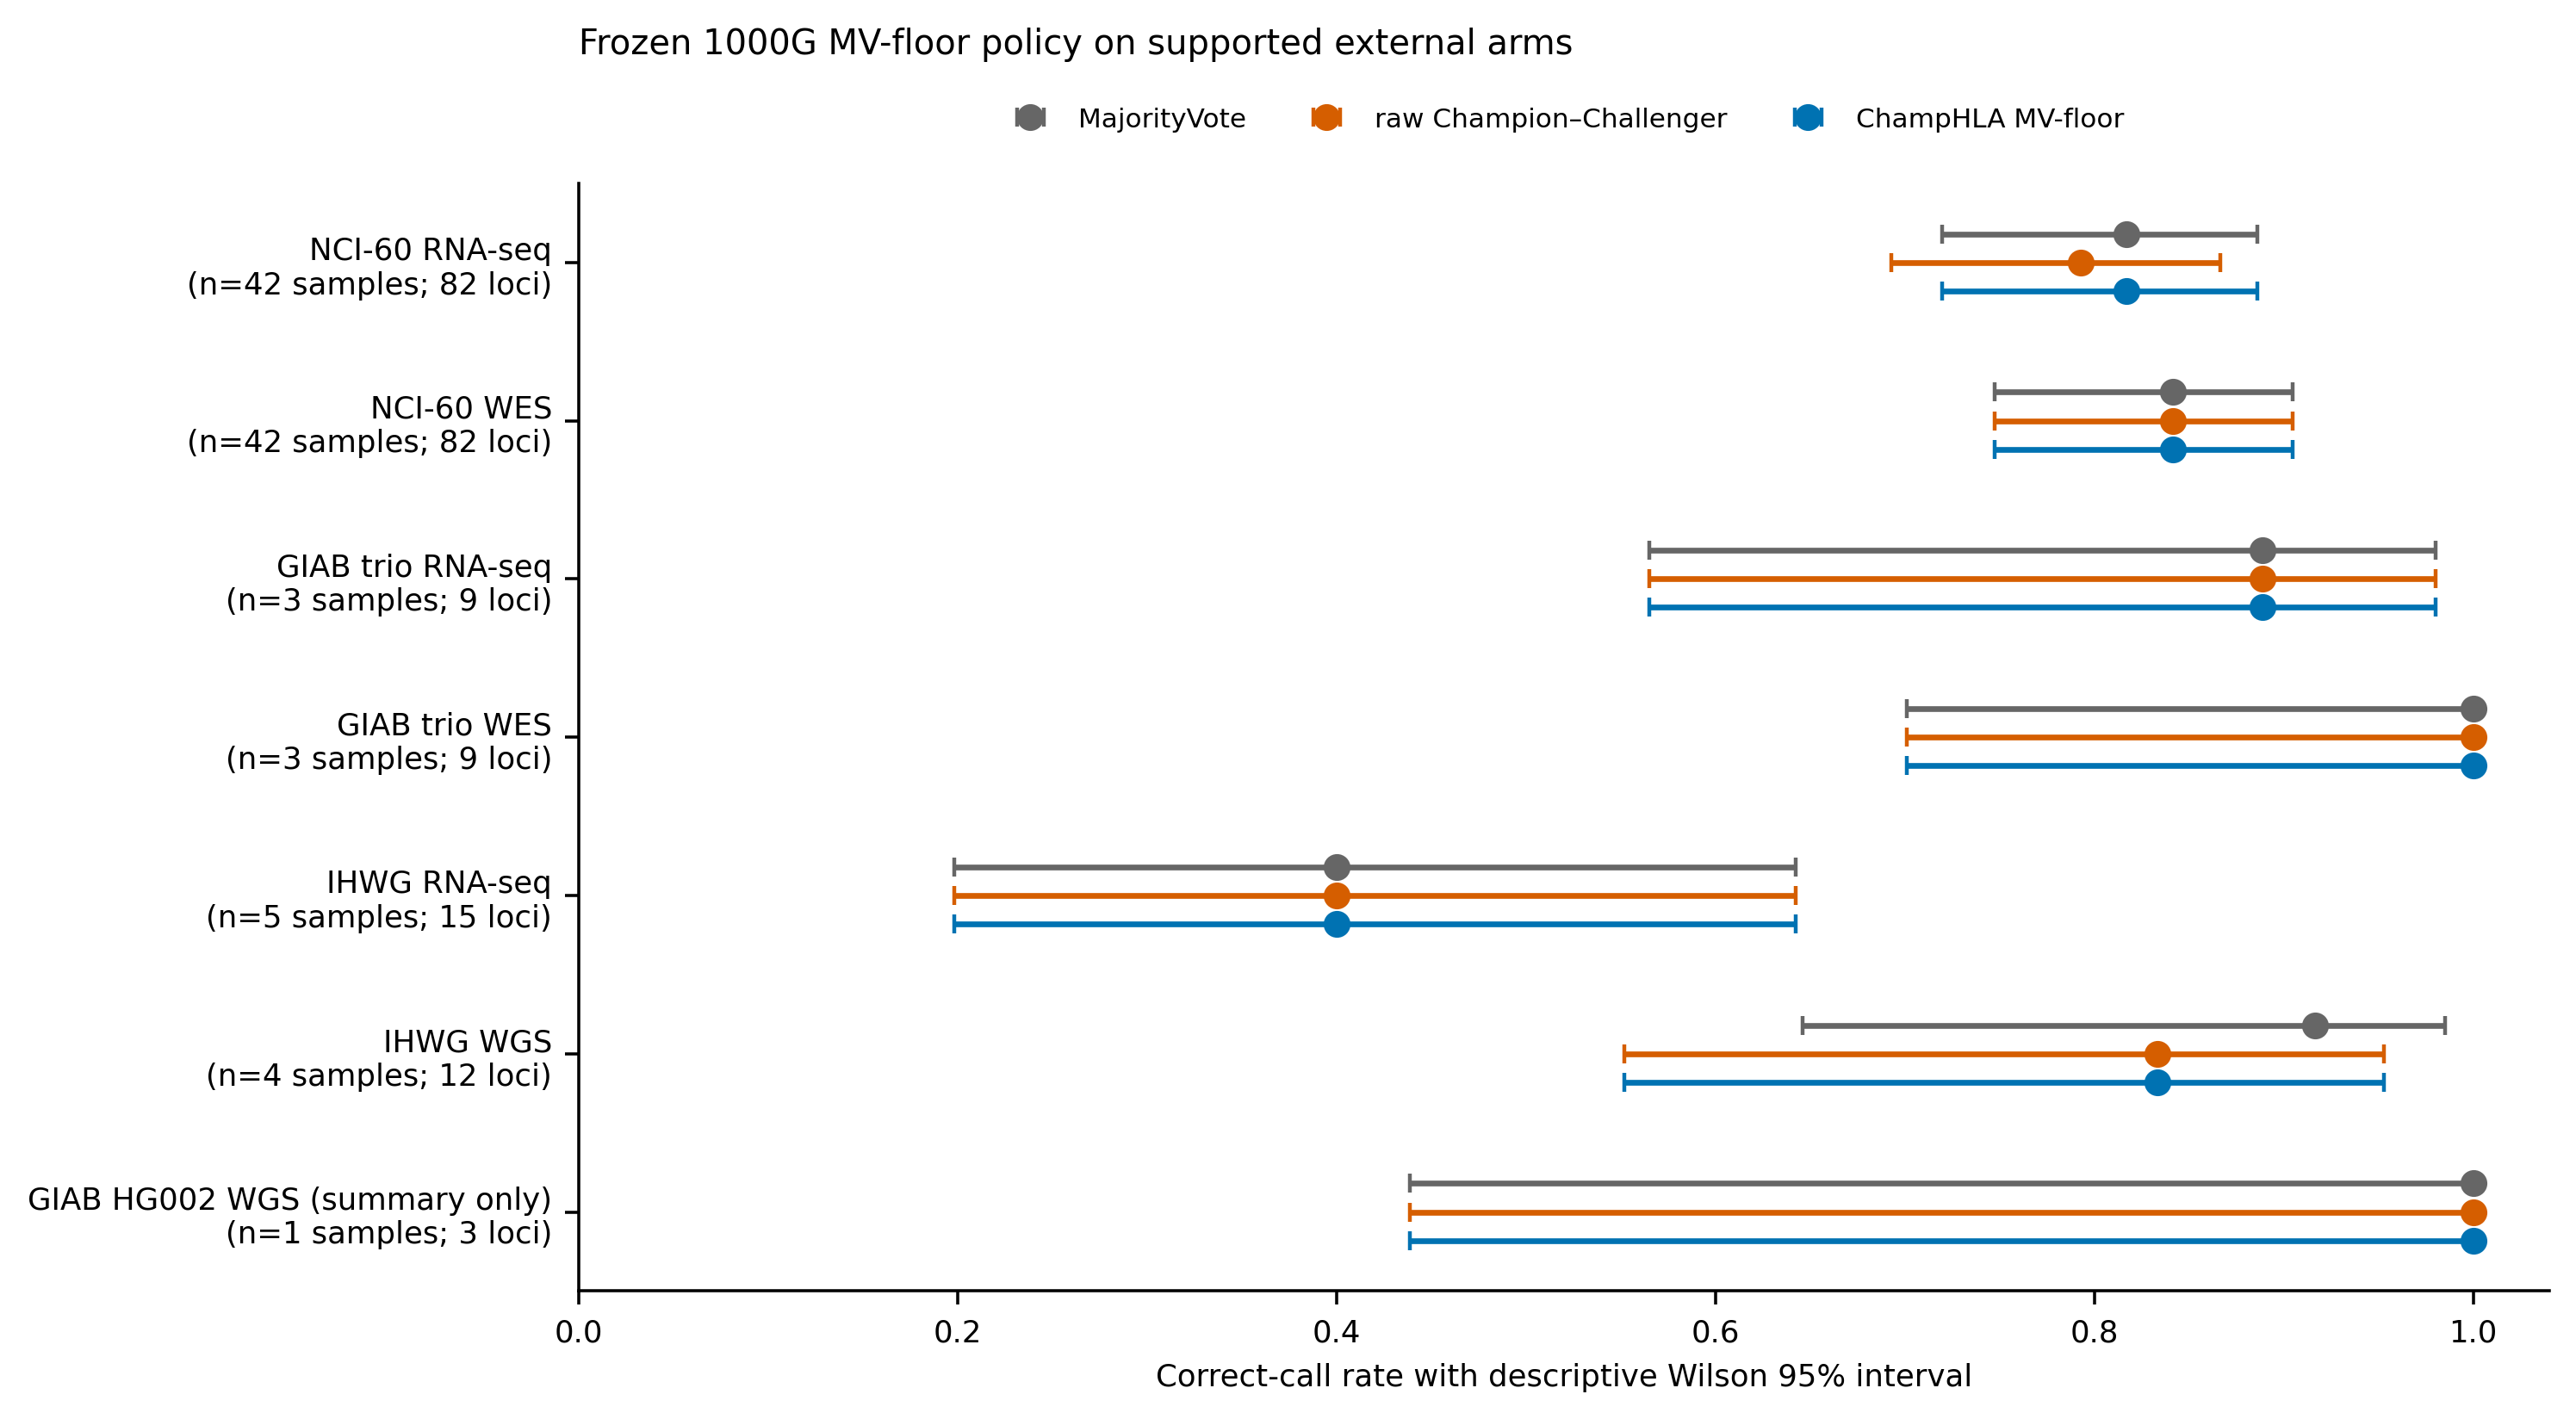 Frozen 1000G MV-floor policy on supported external arms
MajorityVote
raw Champion–Challenger
ChampHLA MV-floor
NCI-60 RNA-seq
(n=42 samples; 82 loci)
NCI-60 WES
(n=42 samples; 82 loci)
GIAB trio RNA-seq
(n=3 samples; 9 loci)
GIAB trio WES
(n=3 samples; 9 loci)
IHWG RNA-seq
(n=5 samples; 15 loci)
IHWG WGS
(n=4 samples; 12 loci)
GIAB HG002 WGS (summary only)
(n=1 samples; 3 loci)
0.0 0.2 0.4 0.6 0.8 1.0
Correct-call rate with descriptive Wilson 95% interval